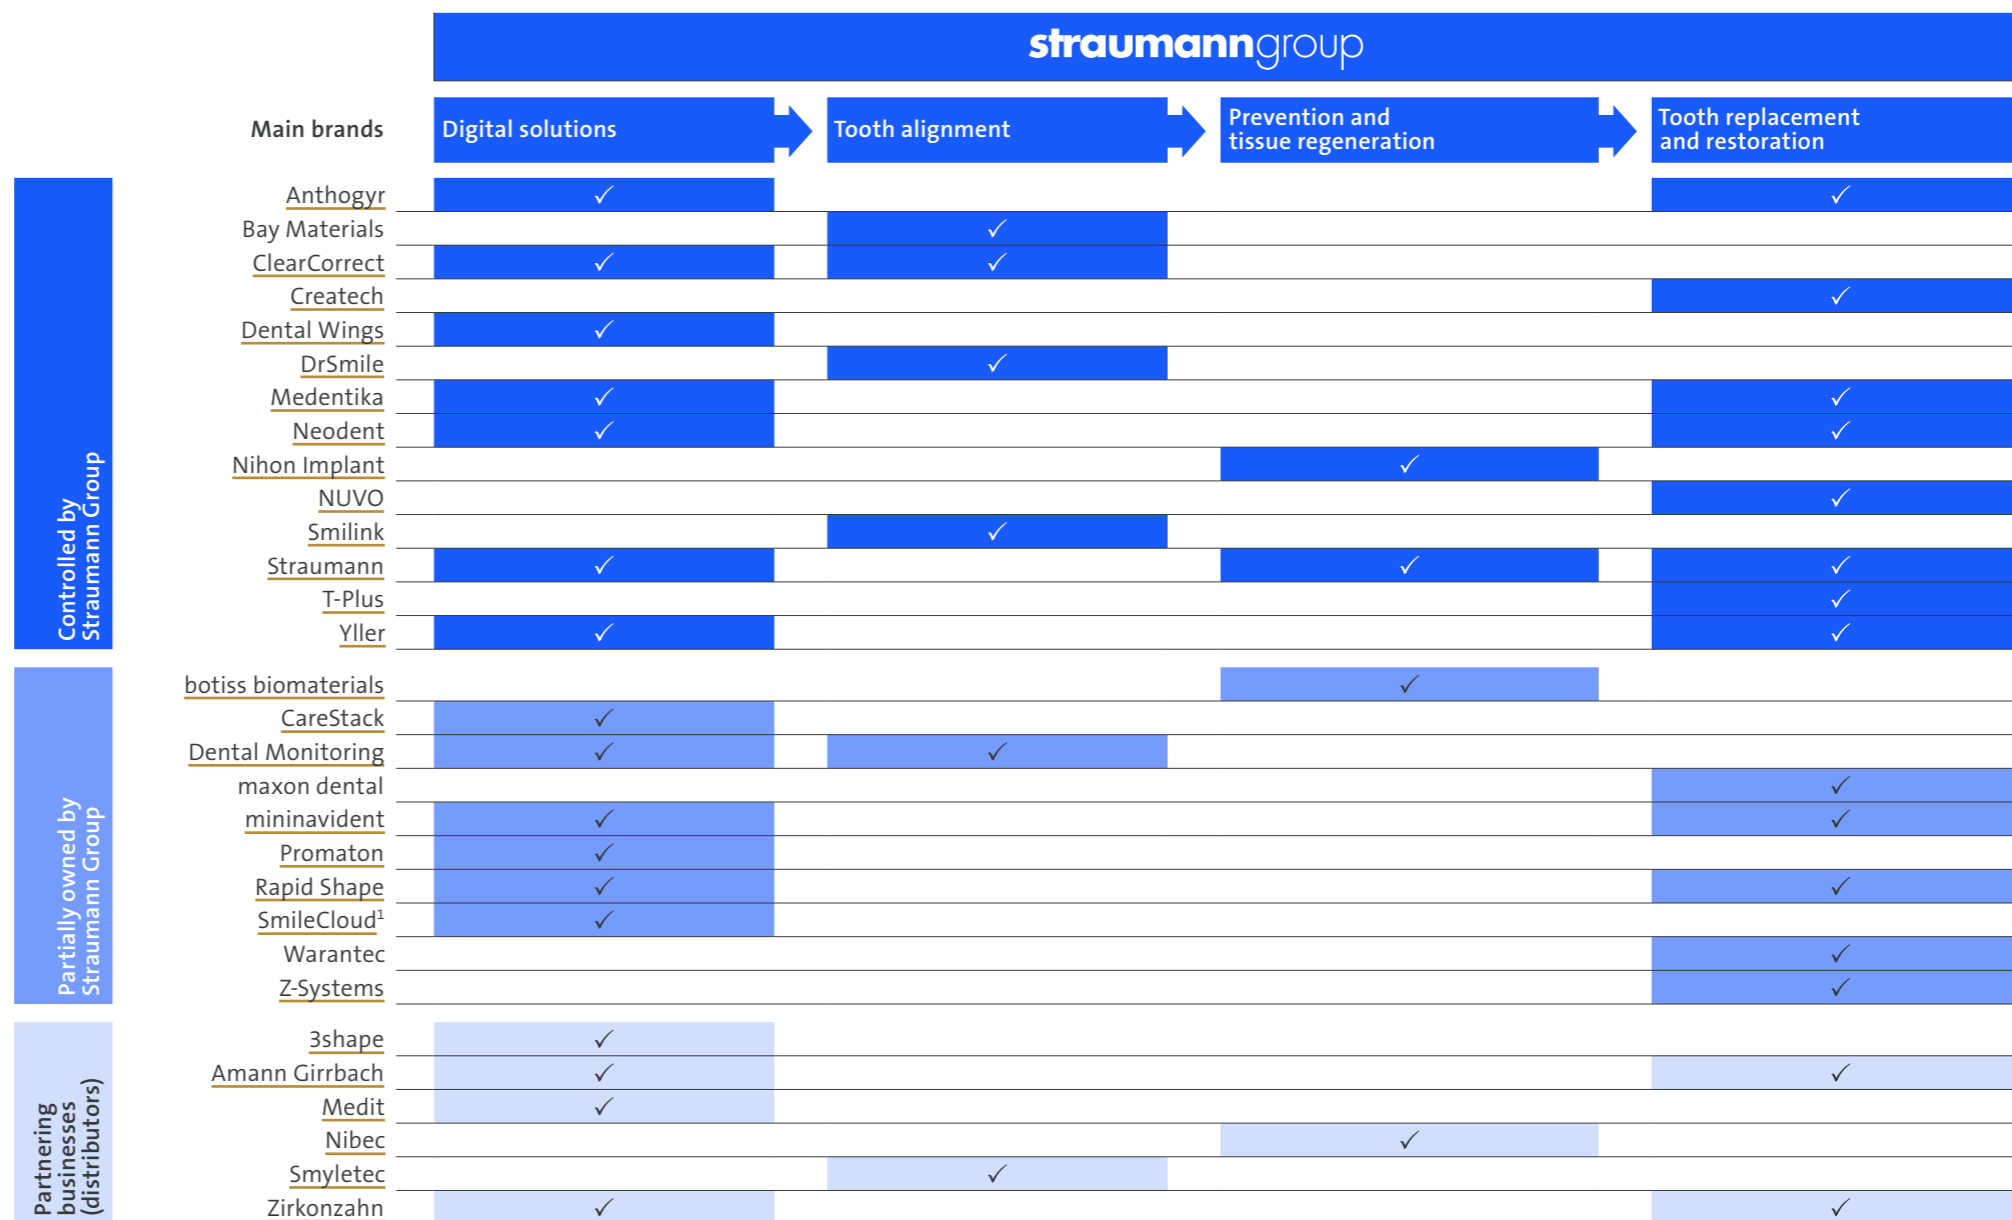 straumanngroup
Main brands
Digital solutions
Tooth alignment
Prevention and
tissue regeneration
Tooth replacement
and restoration
Controlled by
Straumann Group
Anthogyr ✓ ✓
Bay Materials ✓
ClearCorrect ✓ ✓
Createch ✓
Dental Wings ✓
DrSmile ✓
Medentika ✓ ✓
Neodent ✓ ✓
Nihon Implant ✓
NUVO ✓
Smilink ✓
Straumann ✓ ✓ ✓
T-Plus ✓
Yller ✓ ✓
Partially owned by
Straumann Group
botiss biomaterials ✓
CareStack ✓
Dental Monitoring ✓ ✓
maxon dental ✓
mininavident ✓ ✓
Promaton ✓
Rapid Shape ✓ ✓
SmileCloud¹ ✓
Warantec ✓
Z-Systems ✓
Partnering
businesses
(distributors)
3shape ✓
Amann Girrbach ✓ ✓
Medit ✓
Nibec ✓
Smyletec ✓
Zirkonzahn ✓ ✓